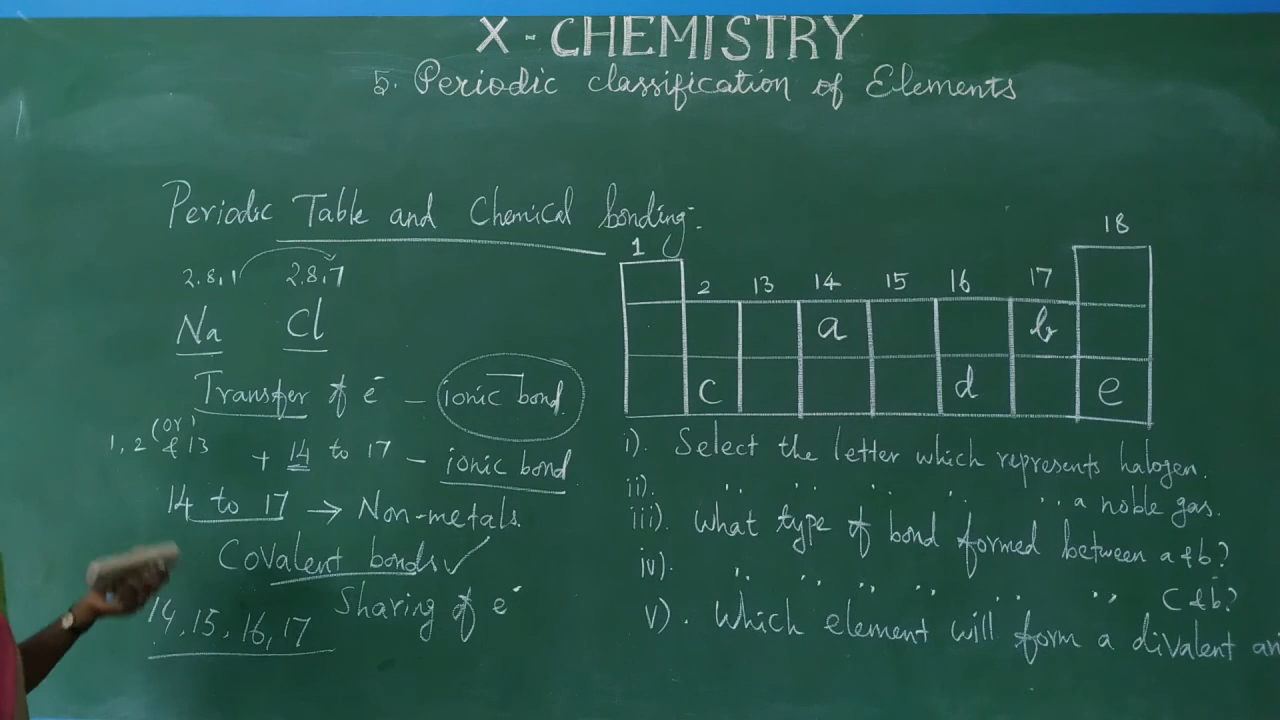 X - CHEMISTRY
5. Periodic classification of Elements
Periodic Table and Chemical bonding:
2.8.1 2.8.7
Na Cl
Transfer of e⁻ – ionic bond.
1, 2 (or) & 13 + 14 to 17 – ionic bond
14 to 17 → Non-metals.
Covalent bonds ✓
Sharing of e⁻
14, 15, 16, 17
18
1
2 13 14 15 16 17
a b
c d e
i). Select the letter which represents halogen.
ii). ,, ,, ,, ,, ,, a noble gas.
iii). What type of bond formed between a & b?
iv). ,, ,, ,, ,, ,, ,, C & b?
v). Which element will form a divalent an